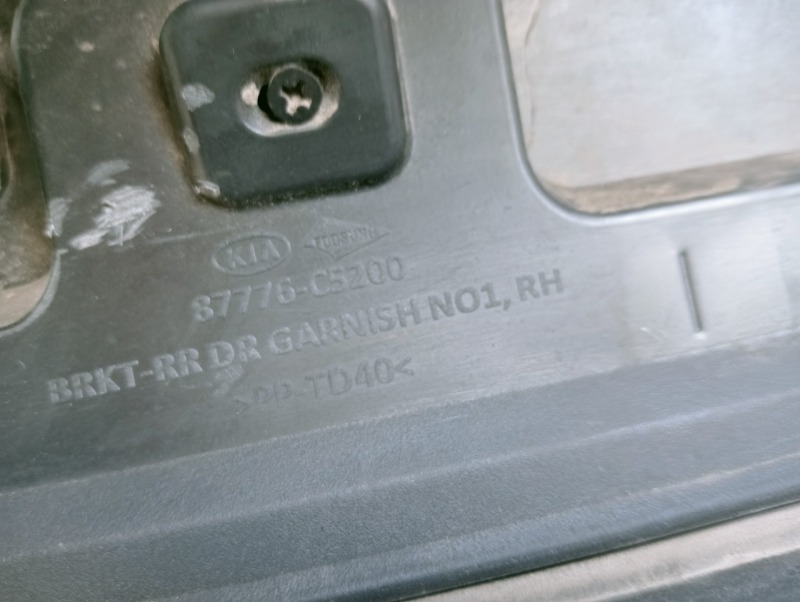 KIA
87776-C5200
BRKT-RR DR GARNISH NO1, RH
>PP-TD40<